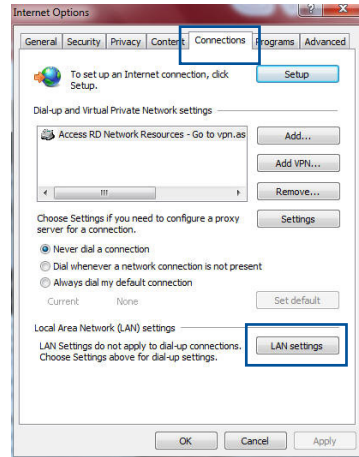 Internet Options
General Security Privacy Content Connections Programs Advanced
To set up an Internet connection, click
Setup.
Setup
Dial-up and Virtual Private Network settings
Access RD Network Resources - Go to vpn.as
Add...
Add VPN...
Remove...
Choose Settings if you need to configure a proxy
server for a connection.
Settings
Never dial a connection
Dial whenever a network connection is not present
Always dial my default connection
Current None
Set default
Local Area Network (LAN) settings
LAN Settings do not apply to dial-up connections.
Choose Settings above for dial-up settings.
LAN settings
OK Cancel Apply